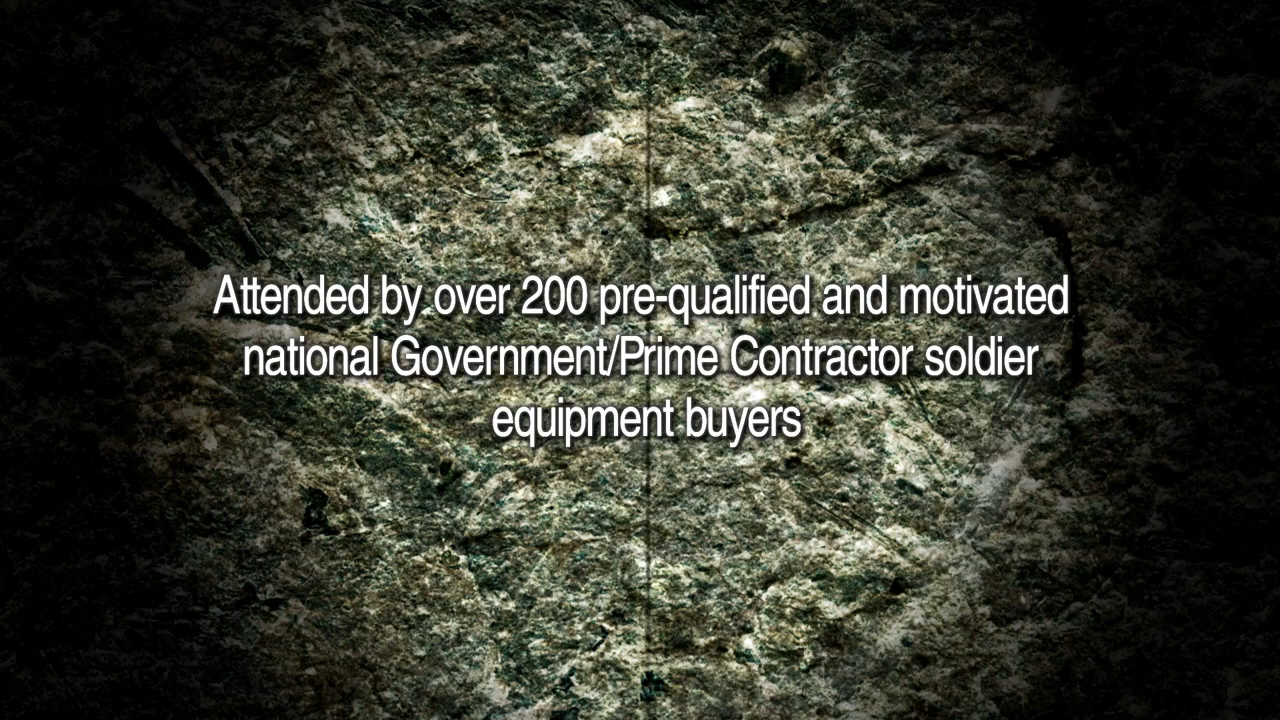 Attended by over 200 pre-qualified and motivated
national Government/Prime Contractor soldier
equipment buyers